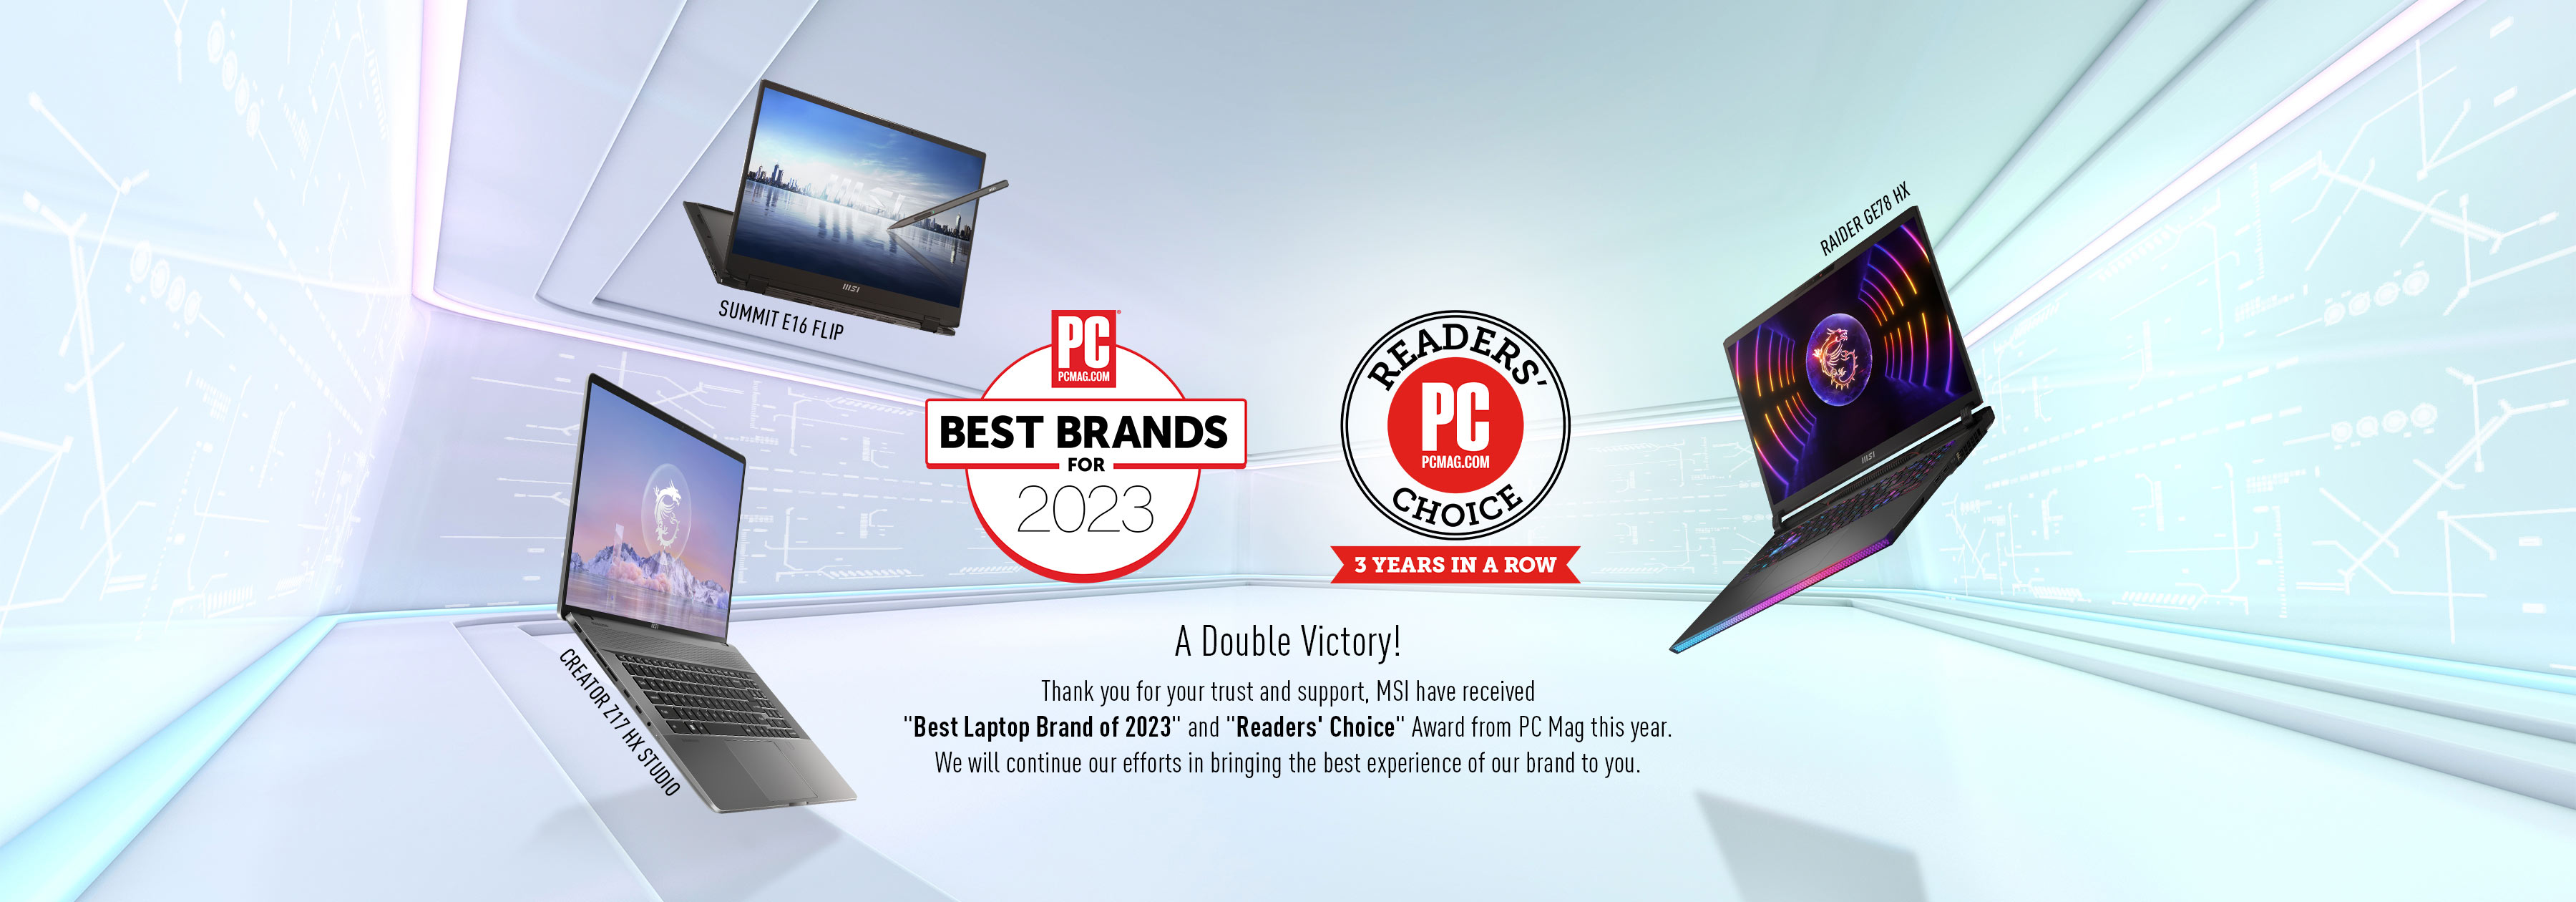 SUMMIT E16 FLIP
msi
CREATOR Z17 HX STUDIO
msi
RAIDER GE78 HX
msi
PC
PCMAG.COM
BEST BRANDS
FOR
2023
READERS'
PC
PCMAG.COM
CHOICE
3 YEARS IN A ROW
A Double Victory!
Thank you for your trust and support, MSI have received
"Best Laptop Brand of 2023" and "Readers' Choice" Award from PC Mag this year.
We will continue our efforts in bringing the best experience of our brand to you.